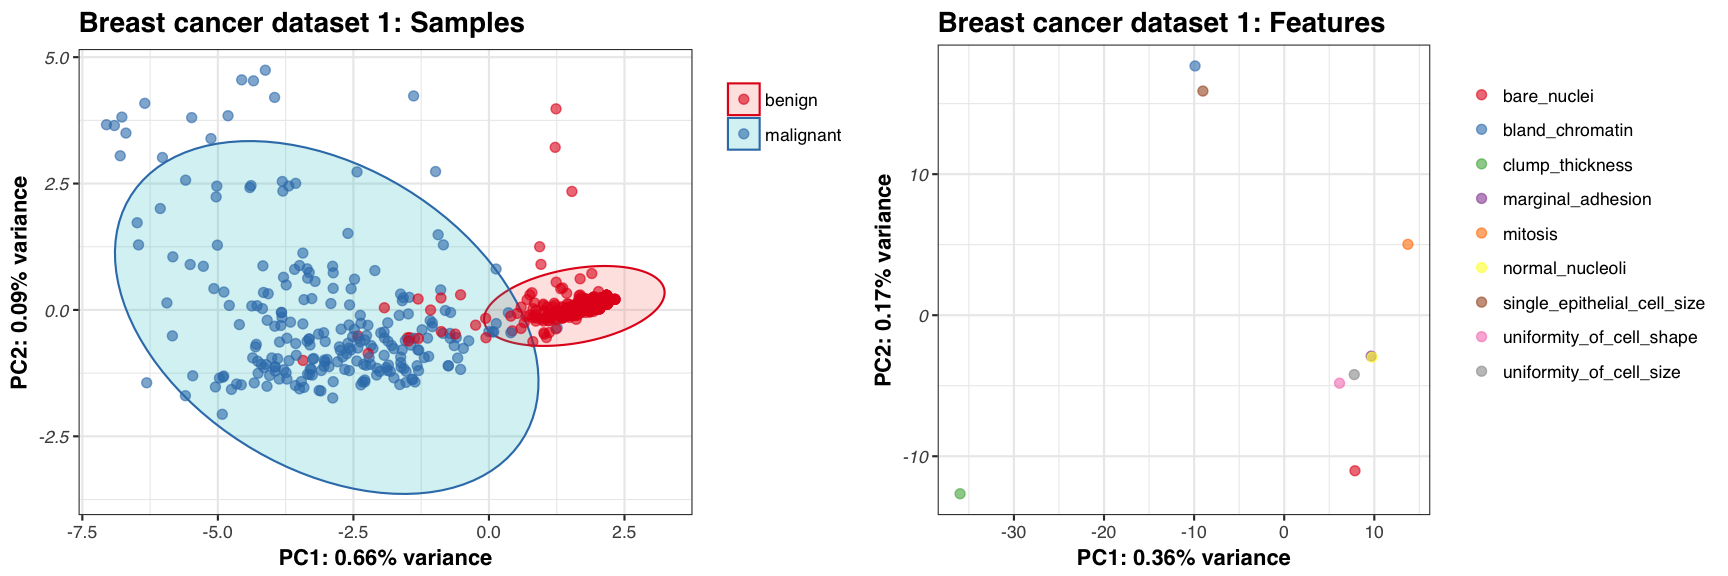 Breast cancer dataset 1: Samples
5.0
2.5
0.0
-2.5
PC2: 0.09% variance
-7.5
-5.0
-2.5
0.0
2.5
PC1: 0.66% variance
benign
malignant
Breast cancer dataset 1: Features
10
0
-10
PC2: 0.17% variance
-30
-20
-10
0
10
PC1: 0.36% variance
bare_nuclei
bland_chromatin
clump_thickness
marginal_adhesion
mitosis
normal_nucleoli
single_epithelial_cell_size
uniformity_of_cell_shape
uniformity_of_cell_size